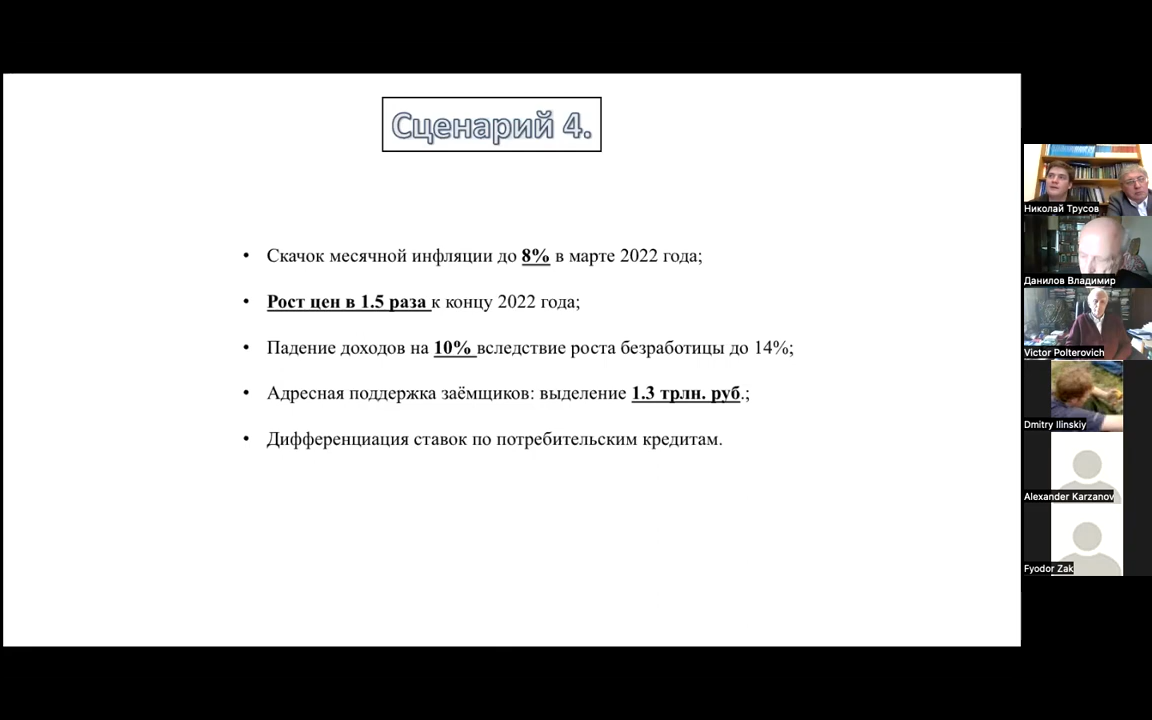 Сценарий 4.
• Скачок месячной инфляции до 8% в марте 2022 года;
• Рост цен в 1.5 раза к концу 2022 года;
• Падение доходов на 10% вследствие роста безработицы до 14%;
• Адресная поддержка заёмщиков: выделение 1.3 трлн. руб.;
• Дифференциация ставок по потребительским кредитам.
Николай Трусов
Данилов Владимир
Victor Polterovich
Dmitry Ilinskiy
Alexander Karzanov
Fyodor Zak